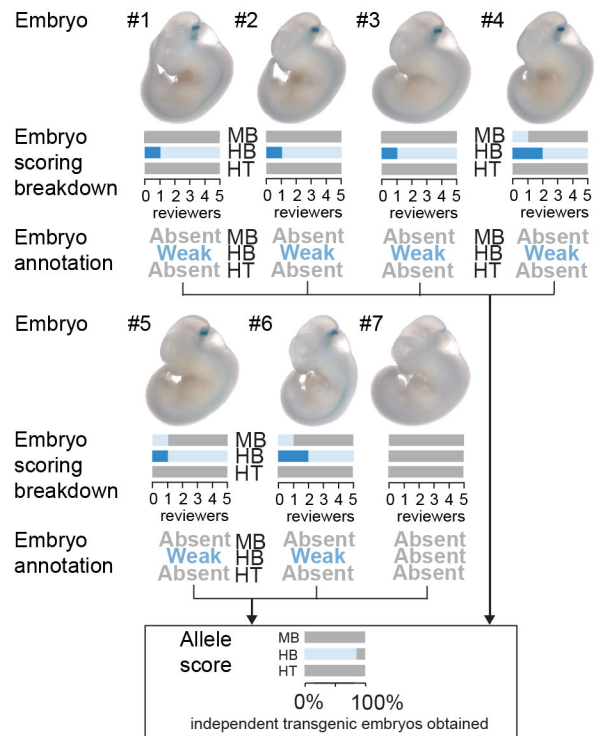 Embryo #1 #2 #3 #4
Embryo MB MB
scoring HB HB
breakdown HT HT
0 1 2 3 4 5 0 1 2 3 4 5 0 1 2 3 4 5 0 1 2 3 4 5
reviewers reviewers reviewers reviewers
Embryo Absent MB Absent Absent MB Absent
annotation Weak HB Weak Weak HB Weak
Absent HT Absent Absent HT Absent
Embryo #5 #6 #7
Embryo MB
scoring HB
breakdown HT
0 1 2 3 4 5 0 1 2 3 4 5 0 1 2 3 4 5
reviewers reviewers reviewers
Embryo Absent MB Absent Absent
annotation Weak HB Weak Absent
Absent HT Absent Absent
Allele MB
score HB
HT
0% 100%
independent transgenic embryos obtained